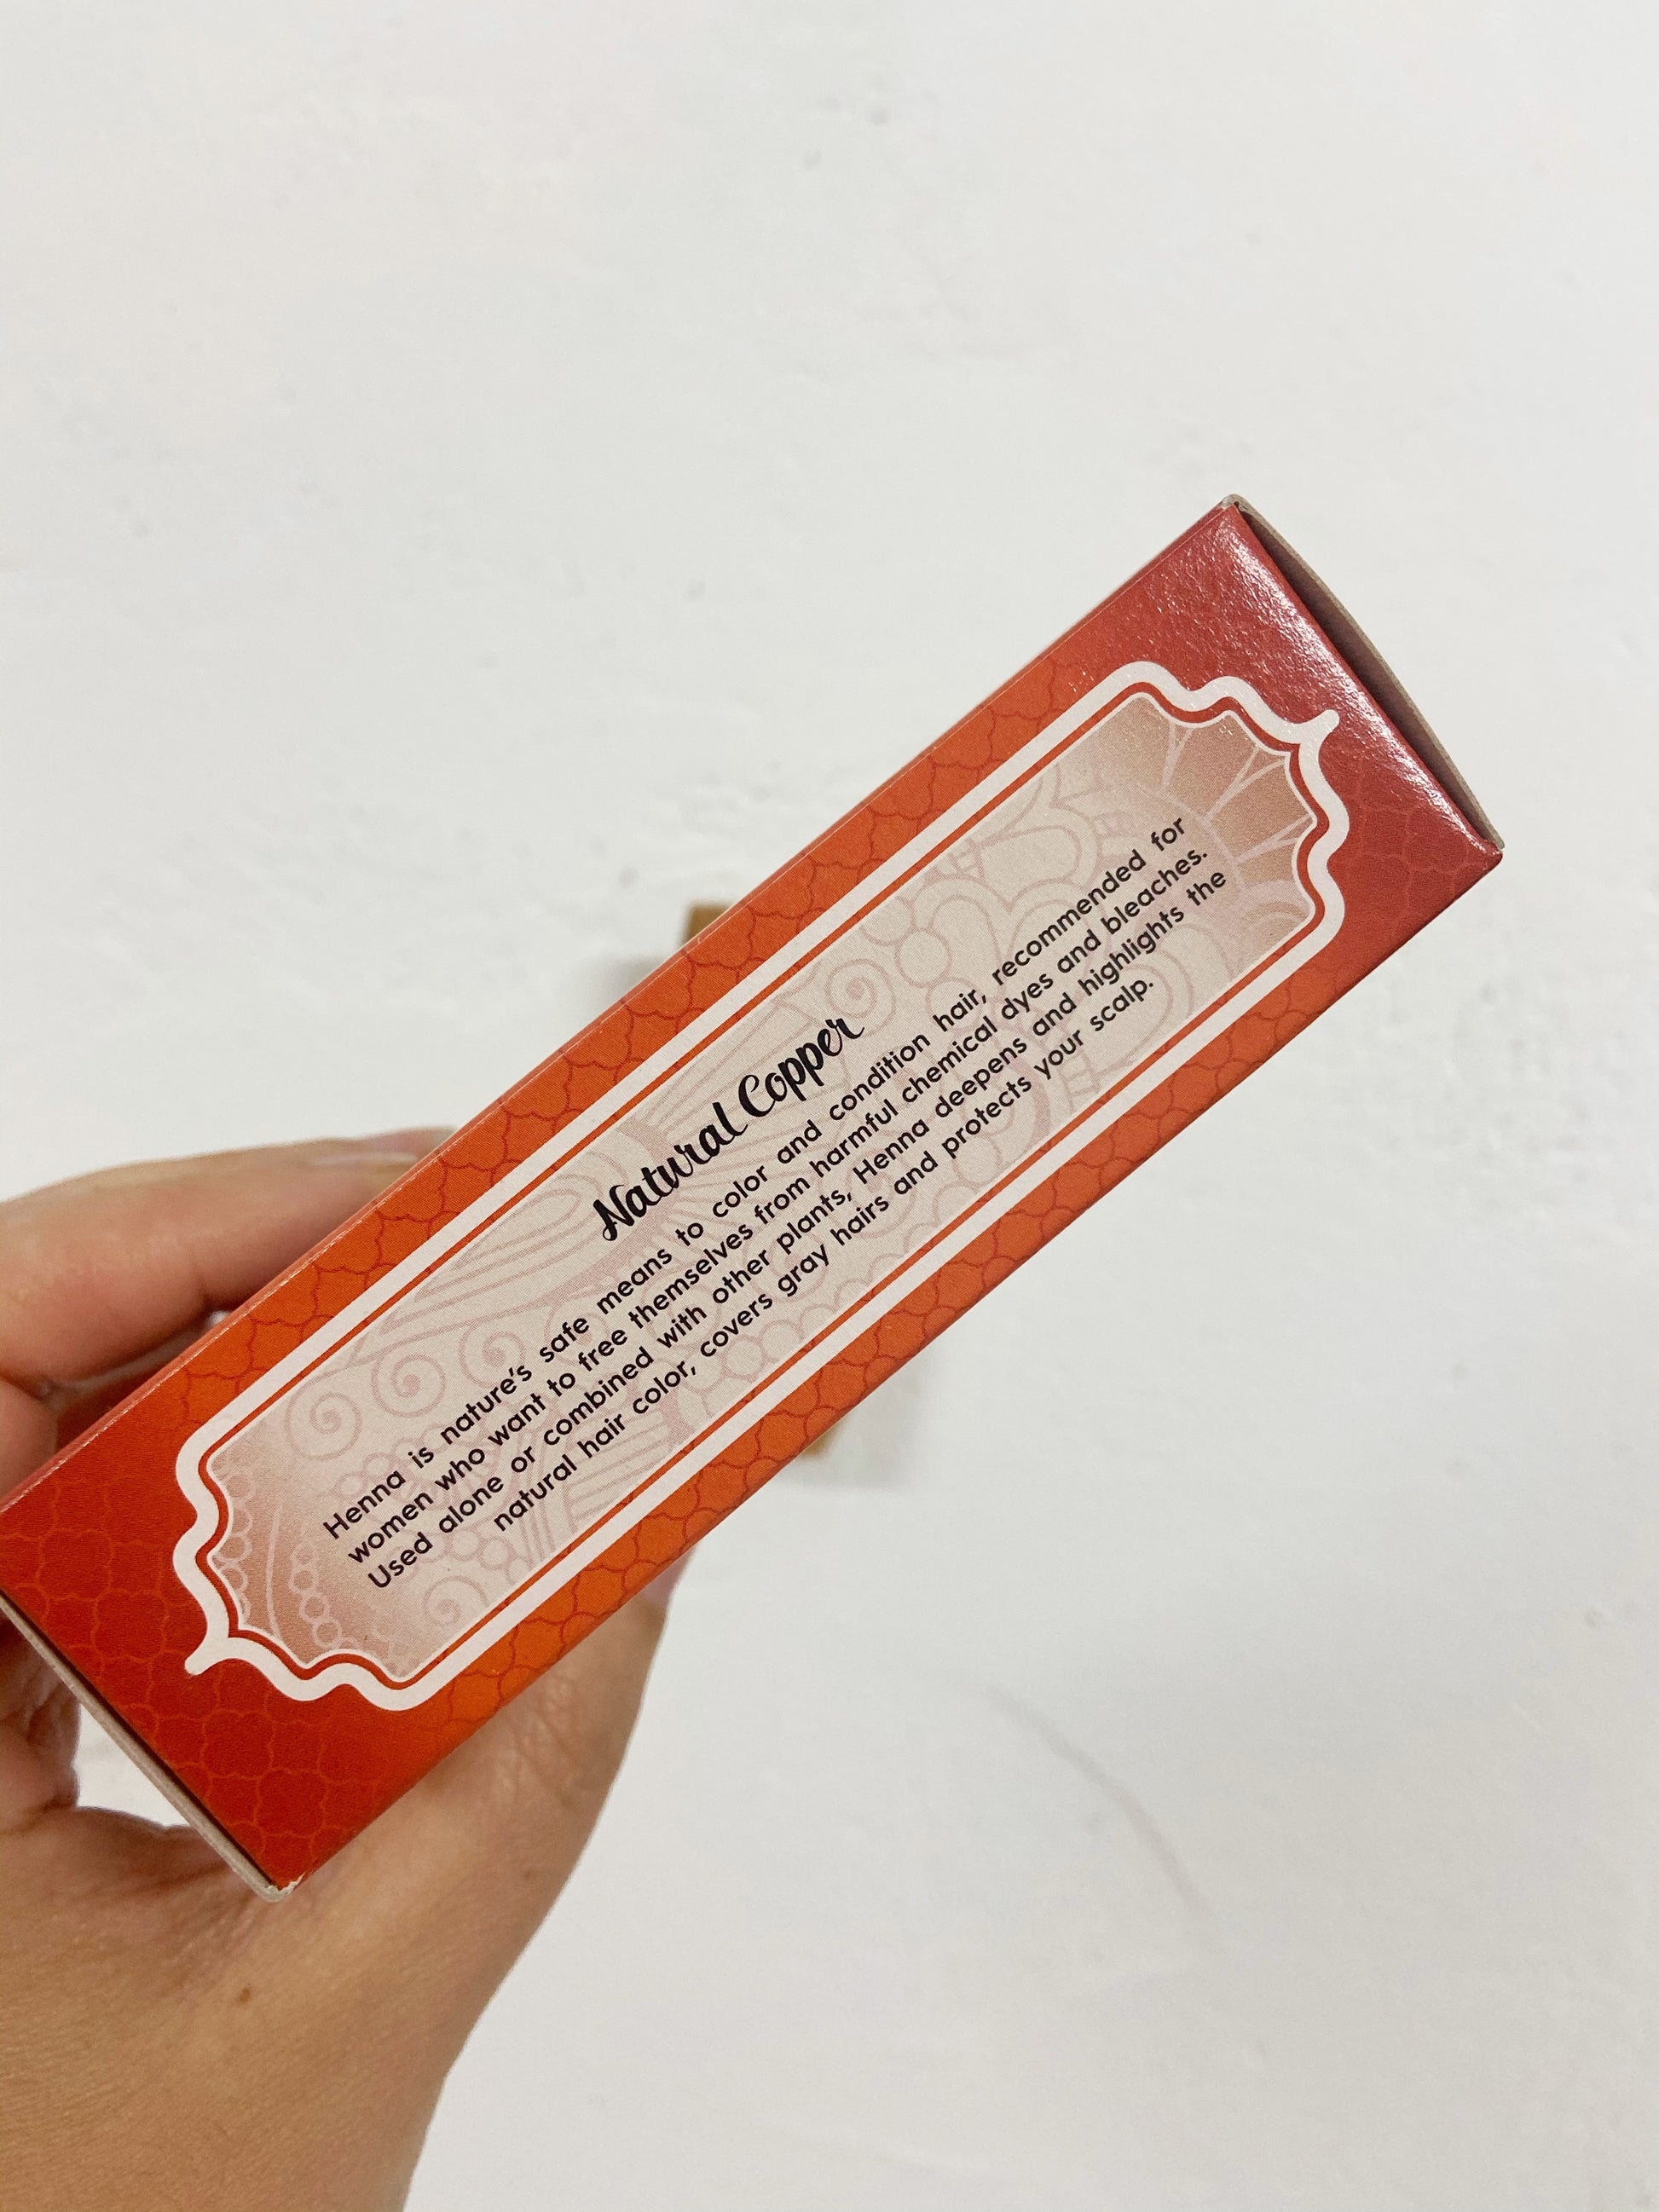 Natural Copper
Henna is nature's safe means to color and condition hair, recommended for
women who want to free themselves from harmful chemical dyes and bleaches.
Used alone or combined with other plants, Henna deepens and highlights the
natural hair color, covers gray hairs and protects your scalp.